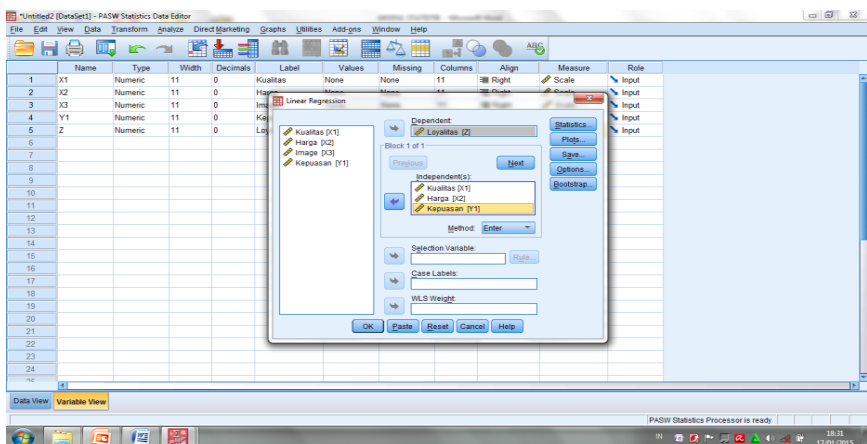 *Untitled2 [DataSet1] - PASW Statistics Data Editor
File Edit View Data Transform Analyze Direct Marketing Graphs Utilities Add-ons Window Help
Name Type Width Decimals Label Values Missing Columns Align Measure Role
1 X1 Numeric 11 0 Kualitas None None 11 Right Scale Input
2 X2 Numeric 11 0 Input
3 X3 Numeric 11 0 Input
4 Y1 Numeric 11 0 Input
5 Z Numeric 11 0 Input
6
7
8
9
10
11
12
13
14
15
16
17
18
19
20
21
22
23
24
Linear Regression
Kualitas [X1]
Harga [X2]
Image [X3]
Kepuasan [Y1]
Dependent:
Loyalitas [Z]
Block 1 of 1
Previous Next
Independent(s):
Kualitas [X1]
Harga [X2]
Kepuasan [Y1]
Method: Enter
Selection Variable:
Rule...
Case Labels:
WLS Weight:
Statistics...
Plots...
Save...
Options...
Bootstrap...
OK Paste Reset Cancel Help
Data View Variable View
PASW Statistics Processor is ready
IN 18:31
17/01/2015